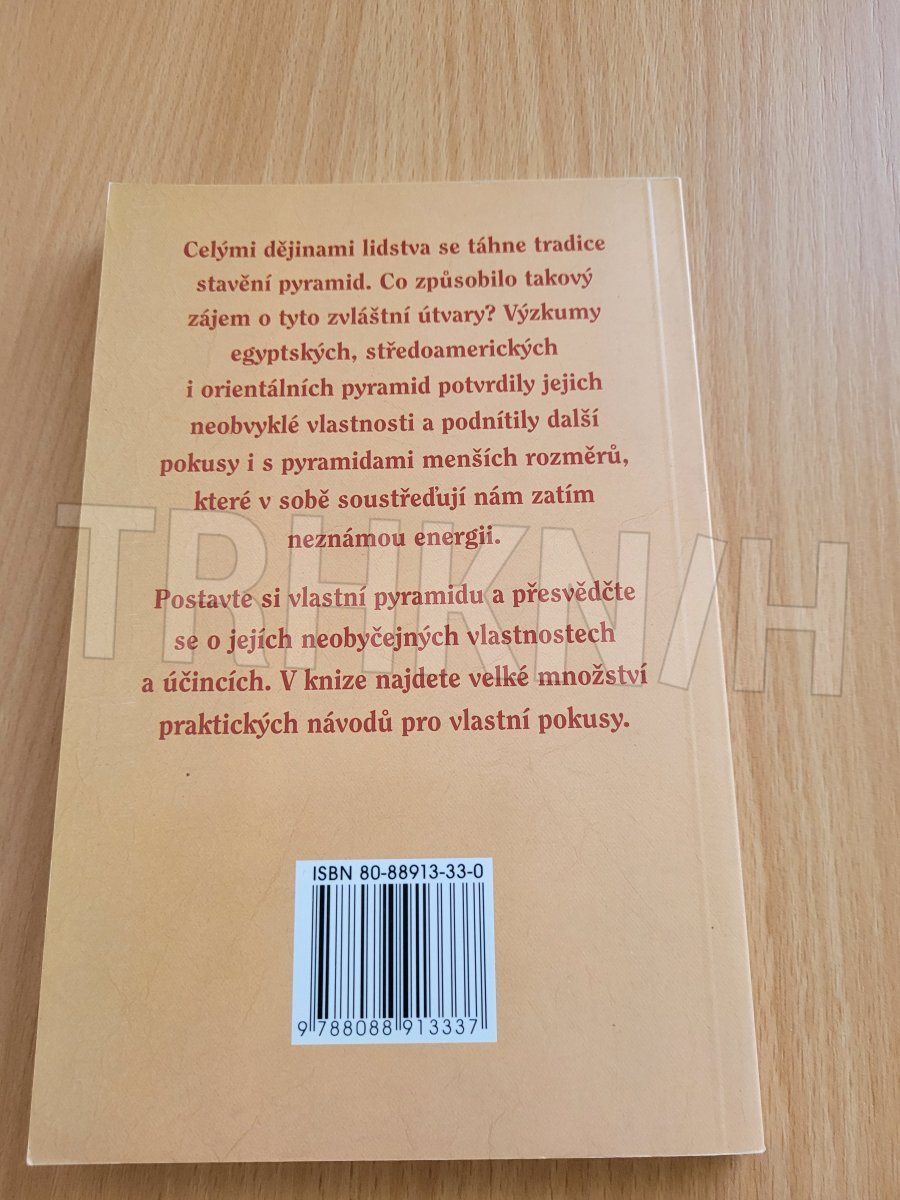 Celými dějinami lidstva se táhne tradice
stavění pyramid. Co způsobilo takový
zájem o tyto zvláštní útvary? Výzkumy
egyptských, středoamerických
i orientálních pyramid potvrdily jejich
neobvyklé vlastnosti a podnítily další
pokusy i s pyramidami menších rozměrů,
které v sobě soustřeďují nám zatím
neznámou energii.
Postavte si vlastní pyramidu a přesvědčte
se o jejích neobyčejných vlastnostech
a účincích. V knize najdete velké množství
praktických návodů pro vlastní pokusy.
TRHKNIH
ISBN 80-88913-33-0
9 788088 913337